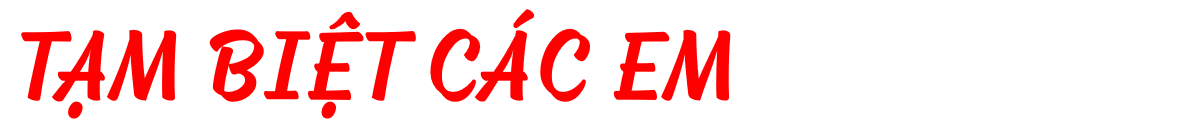 TẠM BIỆT CÁC EM